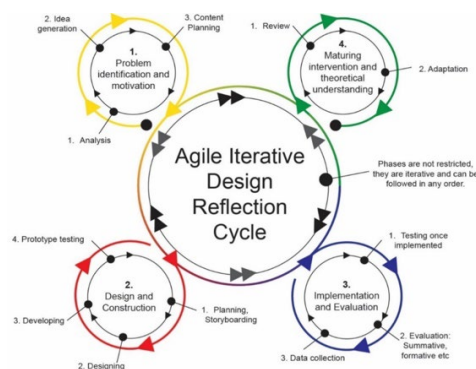 2. Idea
generation
3. Content
Planning
1.
Problem
identification and
motivation
1. Analysis
1. Review
4.
Maturing
intervention and
theoretical
understanding
2. Adaptation
Agile Iterative
Design
Reflection
Cycle
Phases are not restricted,
they are iterative and can be
followed in any order.
4. Prototype testing
2.
Design and
Construction
3. Developing
1. Planning,
Storyboarding
2. Designing
1. Testing once
implemented
3.
Implementation
and Evaluation
2. Evaluation:
Summative,
formative etc
3. Data collection